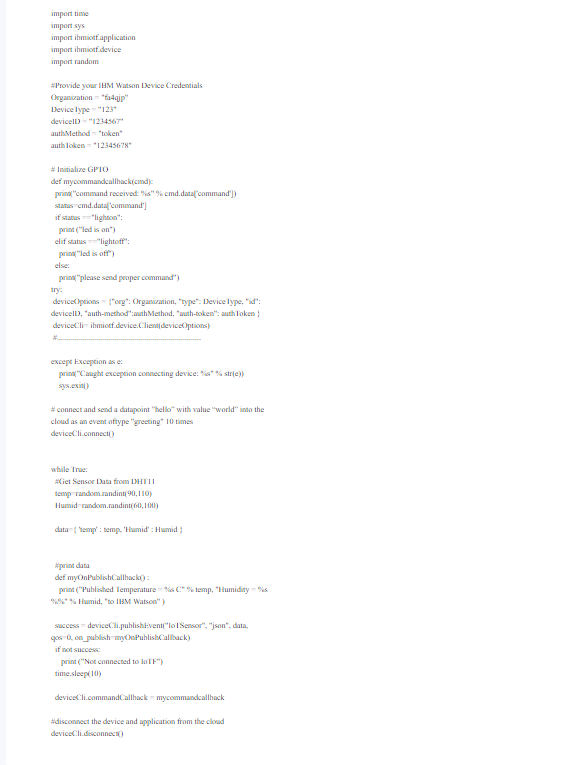 import time
import sys
import ibmiotf.application
import ibmiotf.device
import random
#Provide your IBM Watson Device Credentials
Organization = "fa4qjp"
DeviceType = "123"
deviceID = "1234567"
authMethod = "token"
authToken = "12345678"
# Initialize GPTO
def mycommandcallback(cmd):
print("command received: %s" % cmd.data['command'])
status=cmd.data['command']
if status =="lighton":
print ("led is on")
elif status =="lightoff":
print("led is off")
else:
print("please send proper command")
try:
deviceOptions = {"org": Organization, "type": DeviceType, "id":
deviceID, "auth-method":authMethod, "auth-token": authToken }
deviceCli= ibmiotf.device.Client(deviceOptions)
#......................................................
except Exception as e:
print("Caught exception connecting device: %s" % str(e))
sys.exit()
# connect and send a datapoint "hello" with value "world" into the
cloud as an event oftype "greeting" 10 times
deviceCli.connect()
while True:
#Get Sensor Data from DHT11
temp=random.randint(90,110)
Humid=random.randint(60,100)
data={ 'temp' : temp, 'Humid' : Humid }
#print data
def myOnPublishCallback() :
print ("Published Temperature = %s C" % temp, "Humidity = %s
%%" % Humid, "to IBM Watson" )
success = deviceCli.publishEvent("IoTSensor", "json", data,
qos=0, on_publish=myOnPublishCallback)
if not success:
print ("Not connected to IoTF")
time.sleep(10)
deviceCli.commandCallback = mycommandcallback
#disconnect the device and application from the cloud
deviceCli.disconnect()